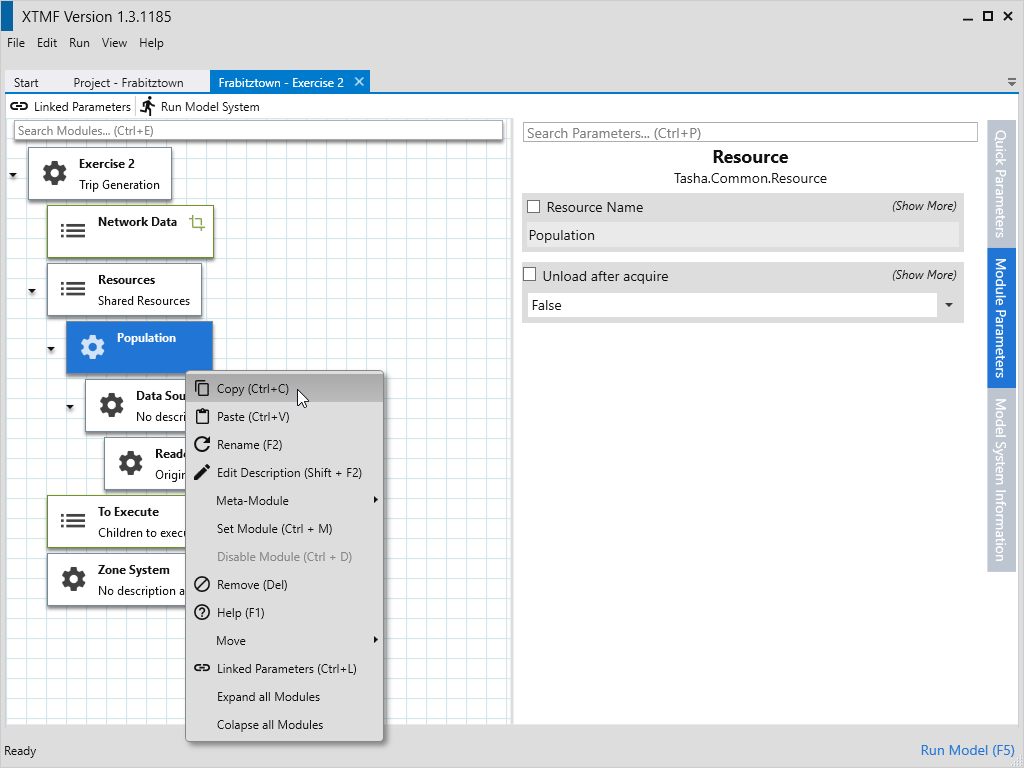 XTMF Version 1.3.1185
File Edit Run View Help
Start Project - Frabitztown Frabitztown - Exercise 2
Linked Parameters Run Model System
Search Modules... (Ctrl+E)
Exercise 2
Trip Generation
Network Data
Resources
Shared Resources
Population
Data Sou
No descri
Reade
Origin
To Execute
Children to execu
Zone System
No description a
Copy (Ctrl+C)
Paste (Ctrl+V)
Rename (F2)
Edit Description (Shift + F2)
Meta-Module
Set Module (Ctrl + M)
Disable Module (Ctrl + D)
Remove (Del)
Help (F1)
Move
Linked Parameters (Ctrl+L)
Expand all Modules
Colapse all Modules
Search Parameters... (Ctrl+P)
Resource
Tasha.Common.Resource
Resource Name (Show More)
Population
Unload after acquire (Show More)
False
Quick Parameters
Module Parameters
Model System Information
Ready
Run Model (F5)